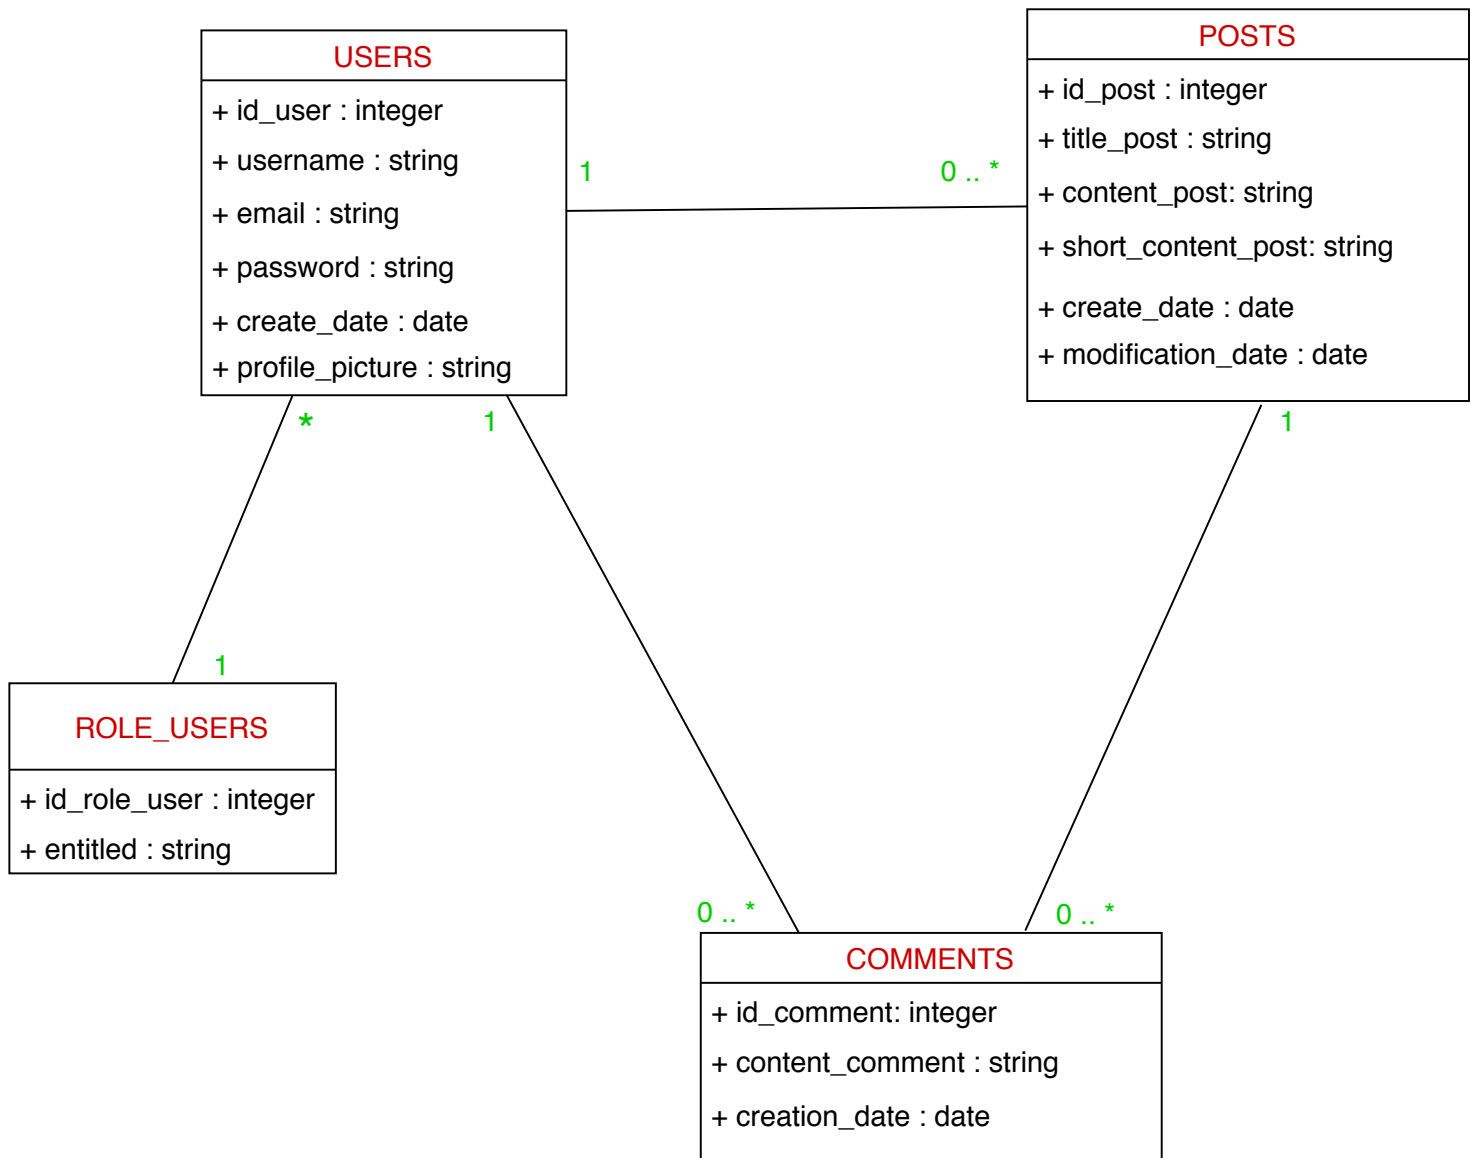 USERS
+ id_user : integer
+ username : string
+ email : string
+ password : string
+ create_date : date
+ profile_picture : string
POSTS
+ id_post : integer
+ title_post : string
+ content_post: string
+ short_content_post: string
+ create_date : date
+ modification_date : date
1
0 .. *
*
1
1
1
ROLE_USERS
+ id_role_user : integer
+ entitled : string
0 .. *
0 .. *
COMMENTS
+ id_comment: integer
+ content_comment : string
+ creation_date : date